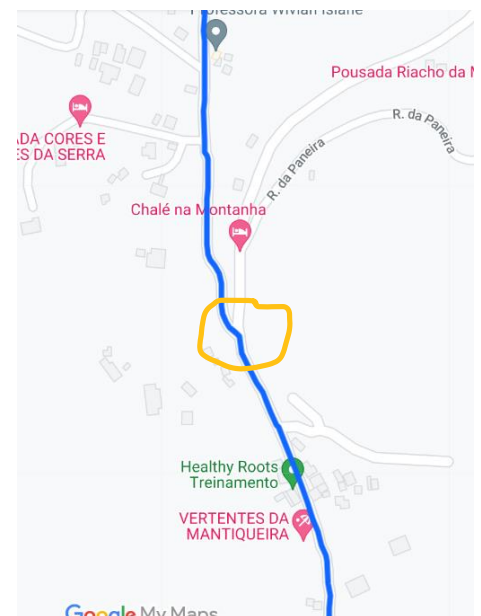 Professora Wivian Islane
Pousada Riacho da
R. da Paneira
ADA CORES E
ES DA SERRA
R. da Paneira
Chalé na Montanha
Healthy Roots
Treinamento
VERTENTES DA
MANTIQUEIRA
Google My Maps